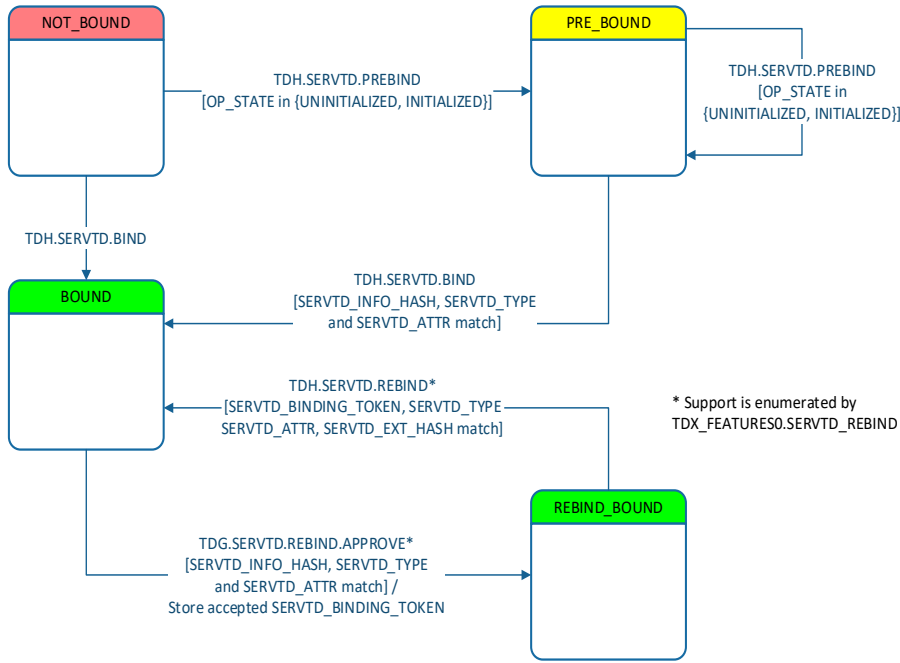 NOT_BOUND
PRE_BOUND
TDH.SERVTD.PREBIND
[OP_STATE in {UNINITIALIZED, INITIALIZED}]
TDH.SERVTD.PREBIND
[OP_STATE in
{UNINITIALIZED, INITIALIZED}]
TDH.SERVTD.BIND
BOUND
TDH.SERVTD.BIND
[SERVTD_INFO_HASH, SERVTD_TYPE
and SERVTD_ATTR match]
TDH.SERVTD.REBIND*
[SERVTD_BINDING_TOKEN, SERVTD_TYPE
SERVTD_ATTR, SERVTD_EXT_HASH match]
* Support is enumerated by
TDX_FEATURES0.SERVTD_REBIND
REBIND_BOUND
TDG.SERVTD.REBIND.APPROVE*
[SERVTD_INFO_HASH, SERVTD_TYPE
and SERVTD_ATTR match] /
Store accepted SERVTD_BINDING_TOKEN